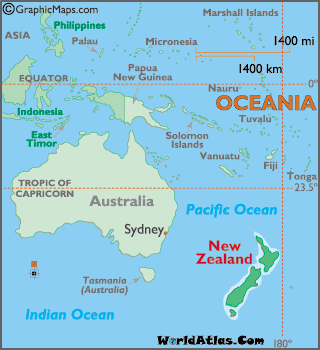 ©GraphicMaps.com
Marshall Islands
Philippines
ASIA
Palau
Micronesia
1400 mi
EQUATOR
Papua
New Guinea
1400 km
0°
Nauru
OCEANIA
Indonesia
Tuvalu
East
Timor
Solomon
Islands
Vanuatu
Fiji
Tonga
TROPIC OF
CAPRICORN
23.5°
Australia
Pacific Ocean
Sydney
New
Zealand
Tasmania
(Australia)
Indian Ocean
WorldAtlas.Com
180°